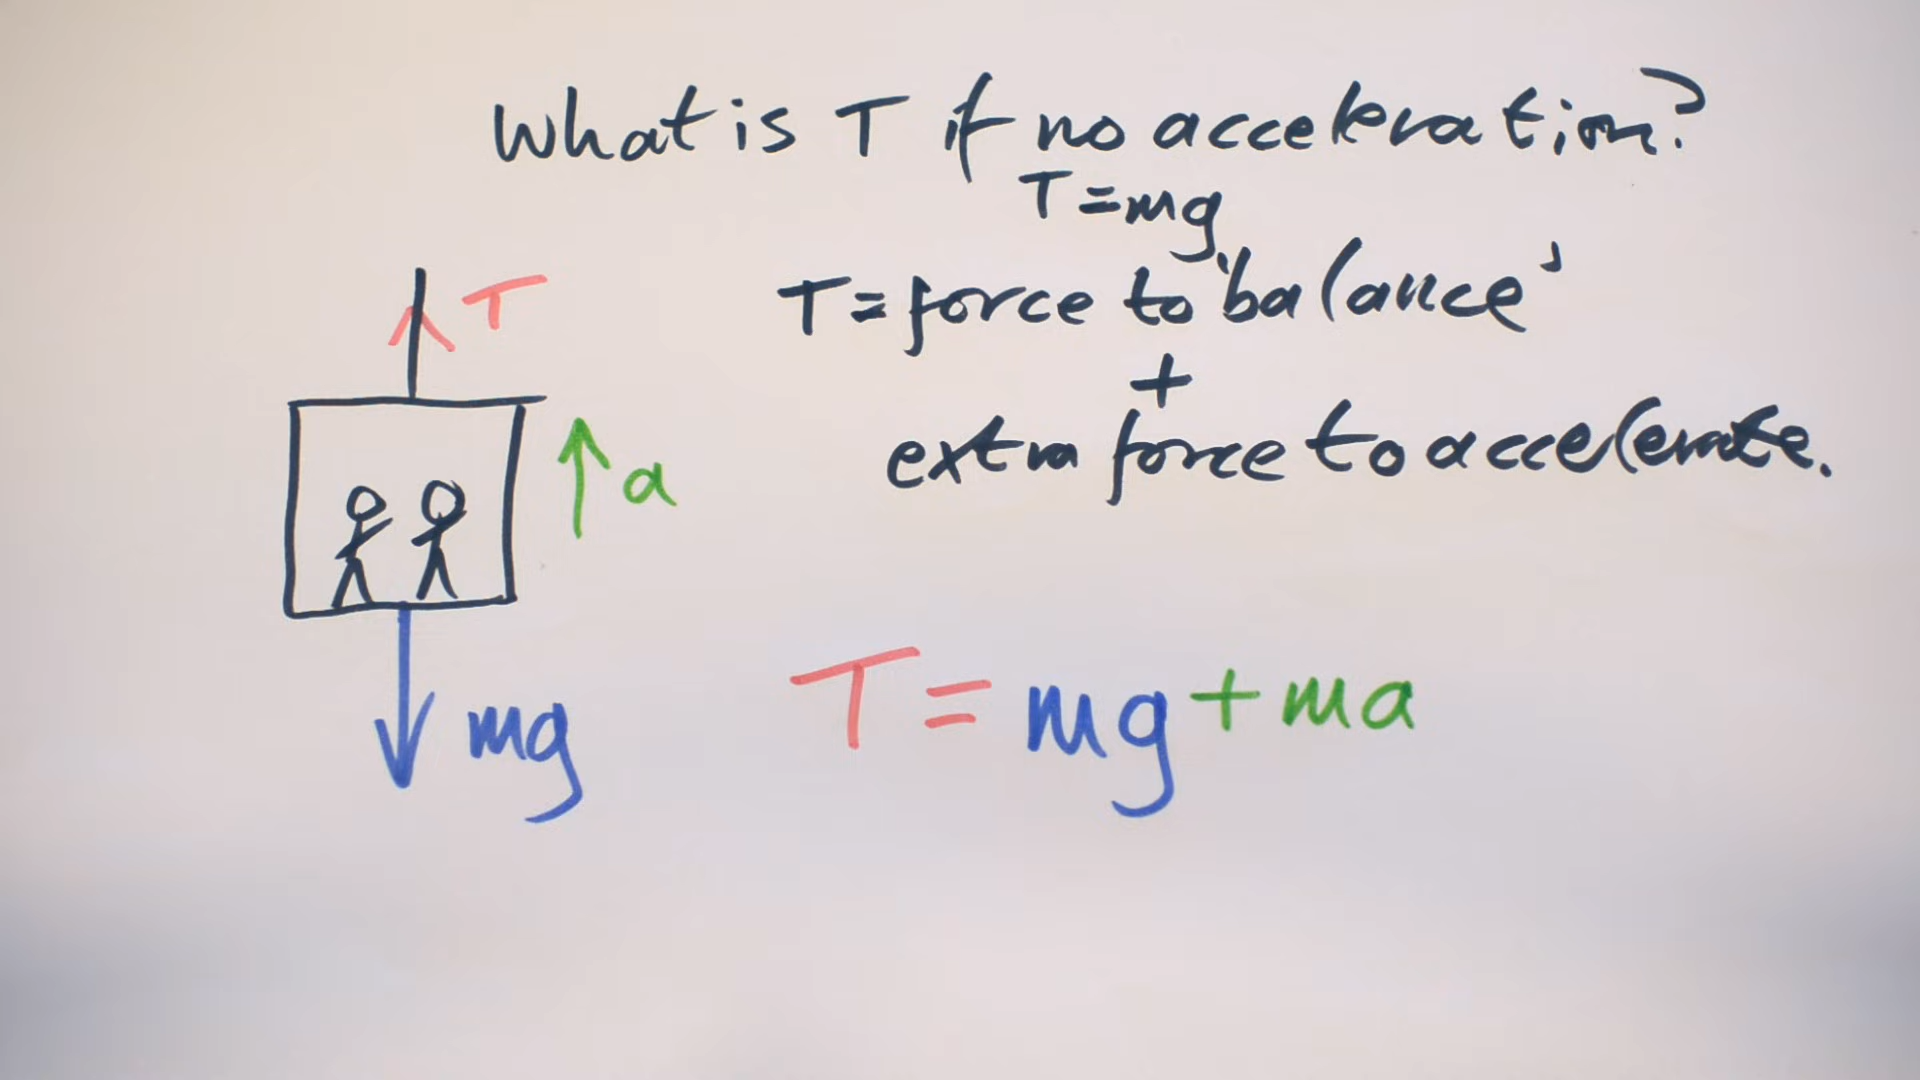 What is T if no acceleration?
T=mg
T=force to 'balance'
+
extra force to accelerate.
T
a
mg
T=mg+ma